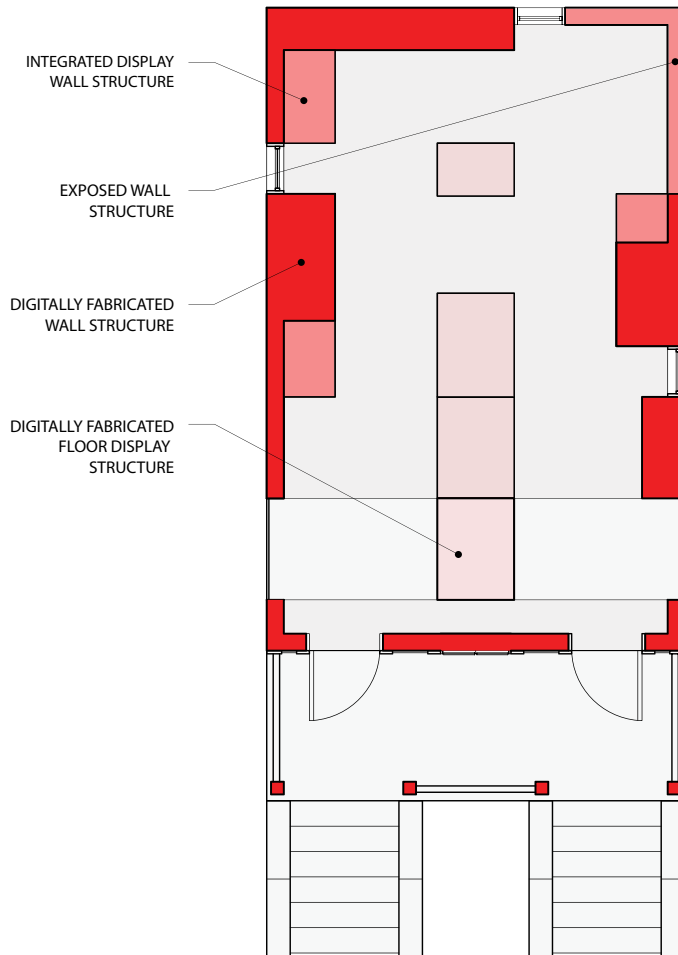 INTEGRATED DISPLAY
WALL STRUCTURE
EXPOSED WALL
STRUCTURE
DIGITALLY FABRICATED
WALL STRUCTURE
DIGITALLY FABRICATED
FLOOR DISPLAY
STRUCTURE